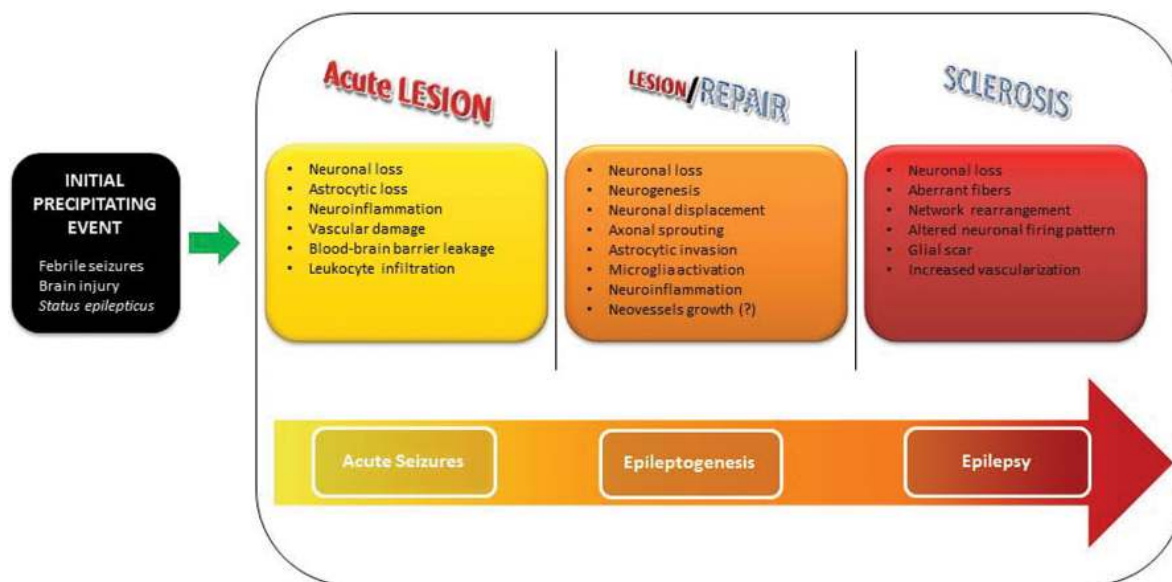 INITIAL
PRECIPITATING
EVENT
Febrile seizures
Brain injury
Status epilepticus
Acute LESION
• Neuronal loss
• Astrocytic loss
• Neuroinflammation
• Vascular damage
• Blood-brain barrier leakage
• Leukocyte infiltration
LESION/REPAIR
• Neuronal loss
• Neurogenesis
• Neuronal displacement
• Axonal sprouting
• Astrocytic invasion
• Microglia activation
• Neuroinflammation
• Neovessels growth (?)
SCLEROSIS
• Neuronal loss
• Aberrant fibers
• Network rearrangement
• Altered neuronal firing pattern
• Glial scar
• Increased vascularization
Acute Seizures
Epileptogenesis
Epilepsy